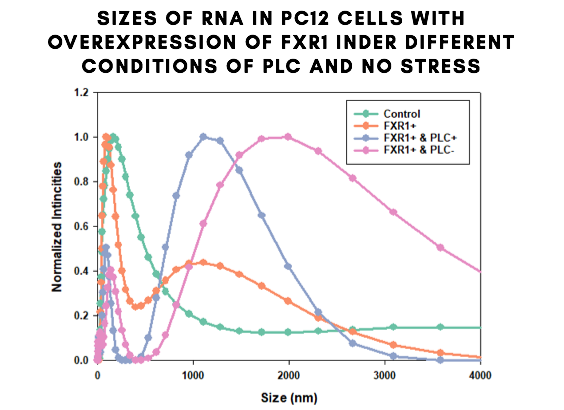 SIZES OF RNA IN PC12 CELLS WITH
OVEREXPRESSION OF FXR1 INDER DIFFERENT
CONDITIONS OF PLC AND NO STRESS
1.2
1.0
0.8
0.6
0.4
0.2
0.0
Normalized Intincities
Control
FXR1+
FXR1+ & PLC+
FXR1+ & PLC-
0
1000
2000
3000
4000
Size (nm)